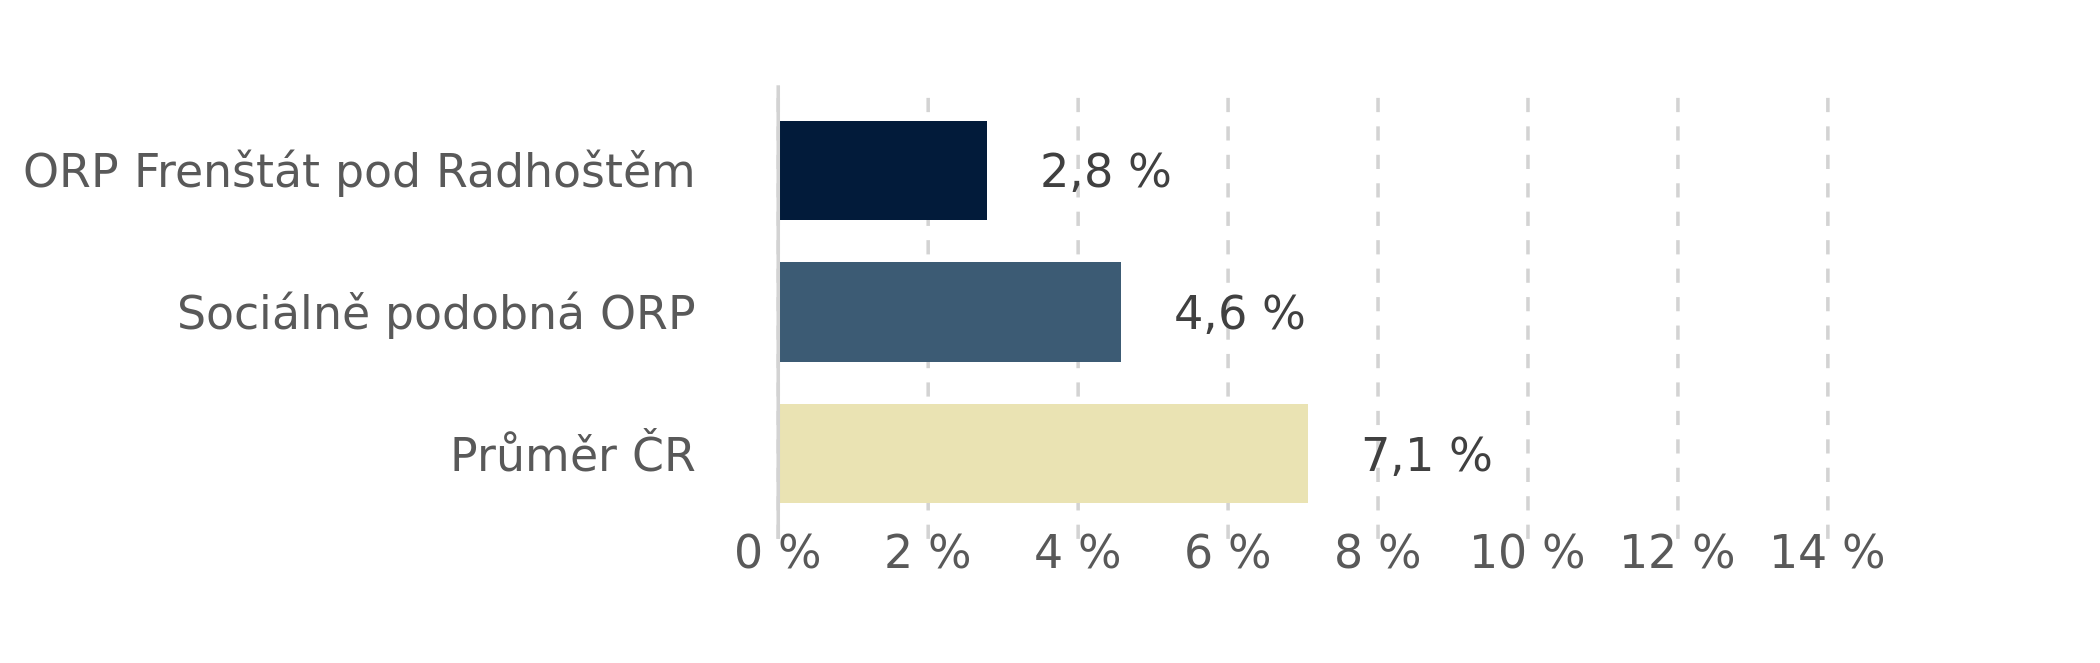 ORP Frenštát pod Radhoštěm
2,8 %
Sociálně podobná ORP
4,6 %
Průměr ČR
7,1 %
0 % 2 % 4 % 6 % 8 % 10 % 12 % 14 %